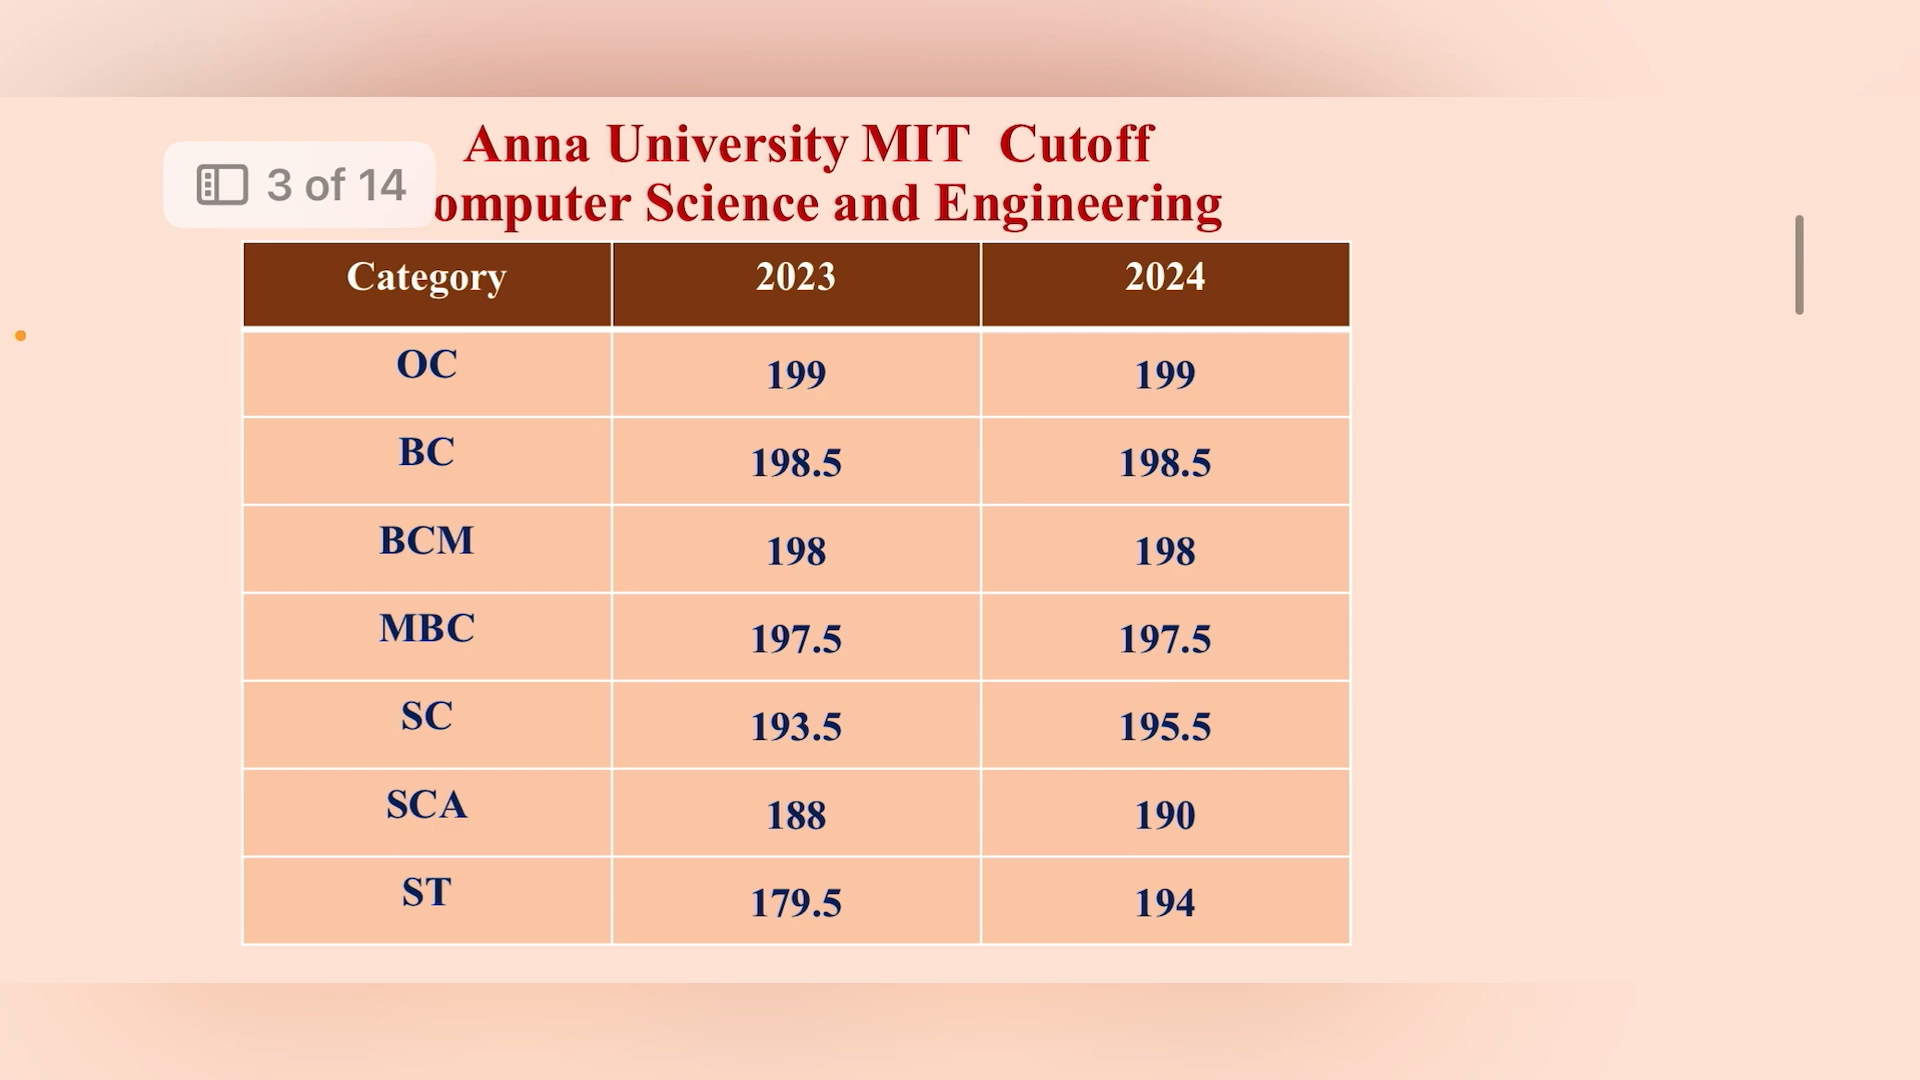 Anna University MIT Cutoff
3 of 14
omputer Science and Engineering
Category 2023 2024
OC 199 199
BC 198.5 198.5
BCM 198 198
MBC 197.5 197.5
SC 193.5 195.5
SCA 188 190
ST 179.5 194